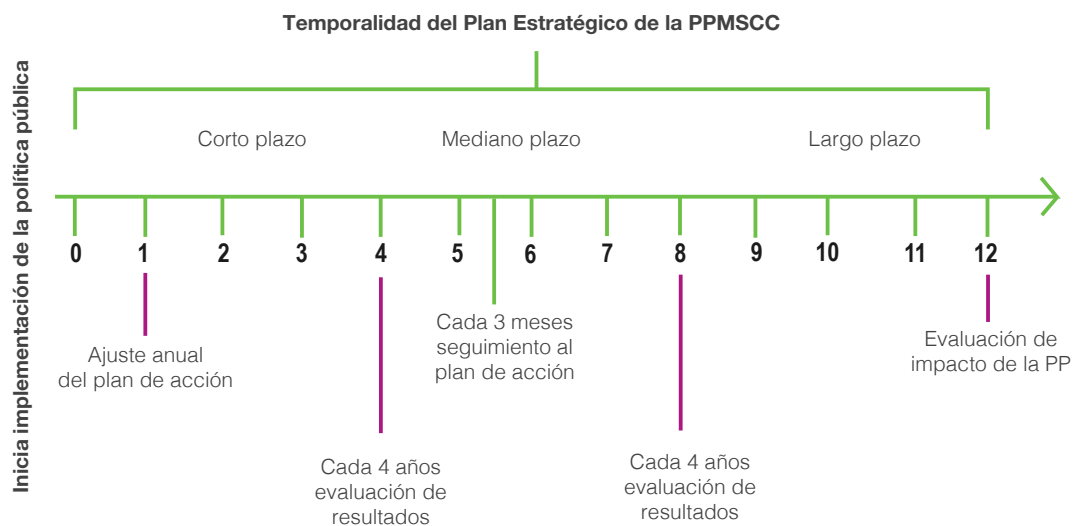 Temporalidad del Plan Estratégico de la PPMSCC
Inicia implementación de la política pública
Corto plazo
Mediano plazo
Largo plazo
0
1
2
3
4
5
6
7
8
9
10
11
12
Ajuste anual
del plan de acción
Cada 4 años
evaluación de
resultados
Cada 3 meses
seguimiento al
plan de acción
Cada 4 años
evaluación de
resultados
Evaluación de
impacto de la PP